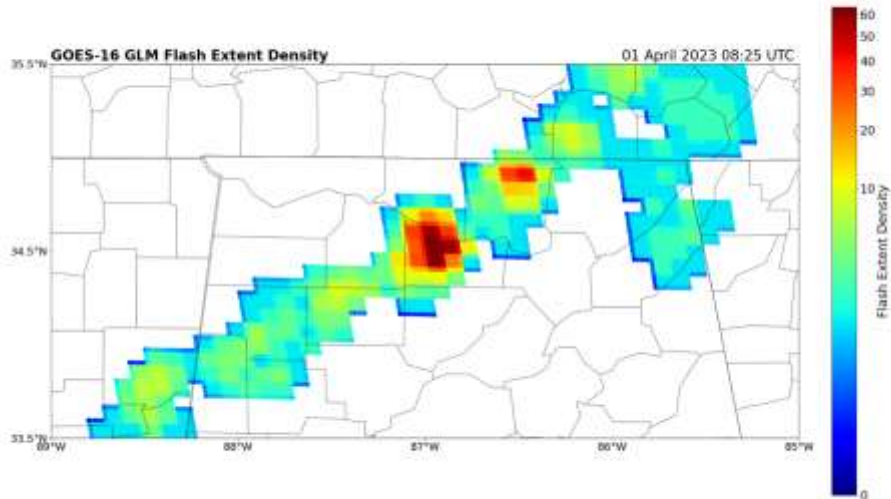 GOES-16 GLM Flash Extent Density
01 April 2023 08:25 UTC
35.5°N
34.5°N
33.5°N
89°W
88°W
87°W
86°W
85°W
60
50
40
30
20
10
0
Flash Extent Density